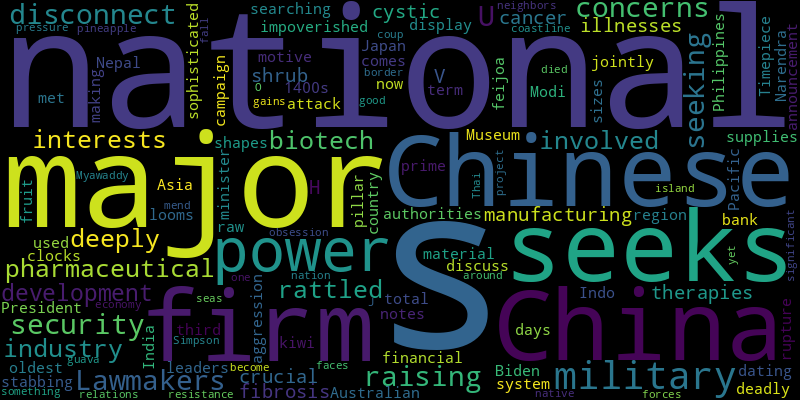 disconnect searching cystic U neighbors concerns
impoverished display cancer coastline illnesses
pressure pineapple fall coup
national
Nepal motive Japan comes V feijoa jointly Philippines Timepiece Narendra announcement
sophisticated shrub 1400s border now Modi sizes seeking
met making campaign O gains attack good term died
interests shapes biotech Museum involved supplies
major Chinese
fruit Myawaddy Asia minister H pillar country prime Thai project island Pacific
looms mend raw authorities manufacturing region bank
used deeply obsession S seeks yet significant
clocks power material discuss around
pharmaceutical
development one nation rattled total Indo therapies
President economy seas aggression notes
security firm China
third days rupture
industry India Simpson kiwi
oldest guava leaders become faces financial Biden military dating
stabbing Lawmakers crucial raising system deadly
something relations resistance fibrosis Australian native forces